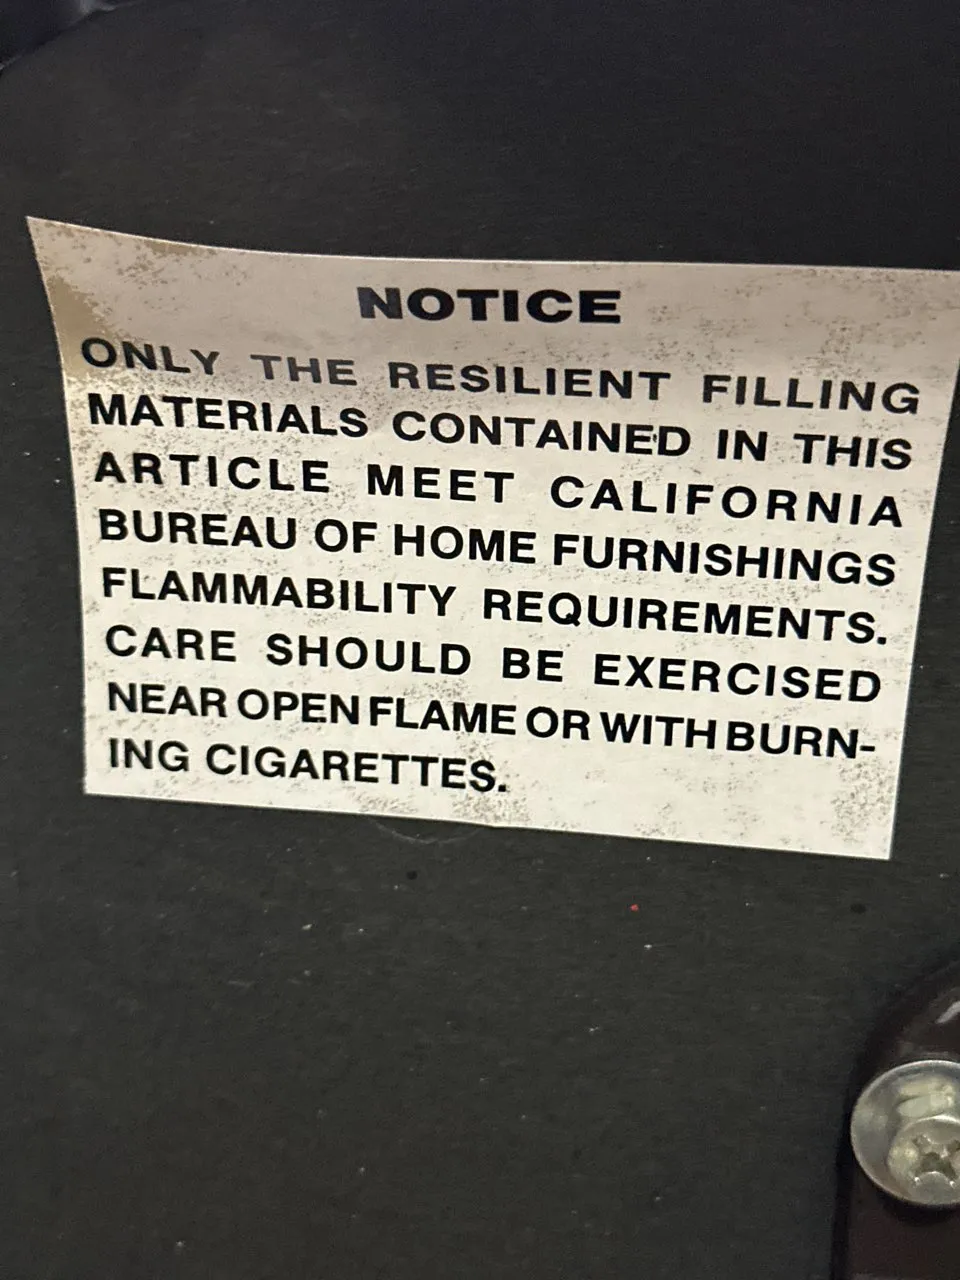 NOTICE
ONLY THE RESILIENT FILLING
MATERIALS CONTAINED IN THIS
ARTICLE MEET CALIFORNIA
BUREAU OF HOME FURNISHINGS
FLAMMABILITY REQUIREMENTS.
CARE SHOULD BE EXERCISED
NEAR OPEN FLAME OR WITH BURN-
ING CIGARETTES.